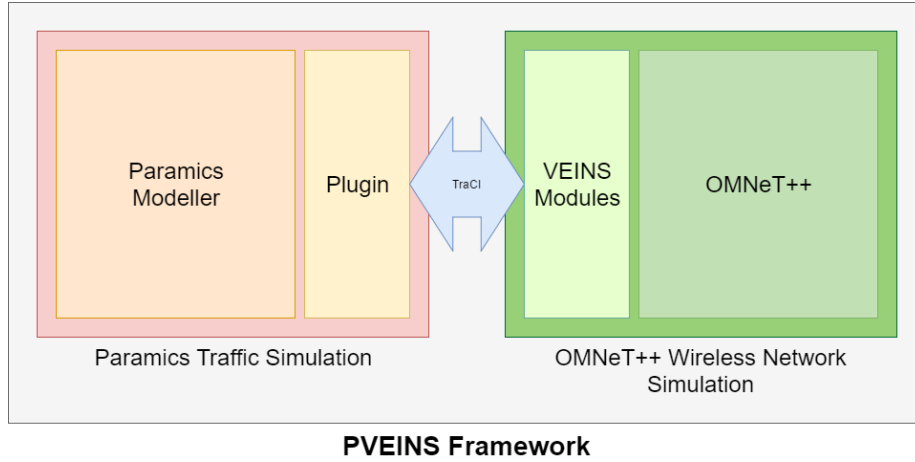 Paramics
Modeller
Plugin
TraCI
VEINS
Modules
OMNeT++
Paramics Traffic Simulation
OMNeT++ Wireless Network
Simulation
PVEINS Framework